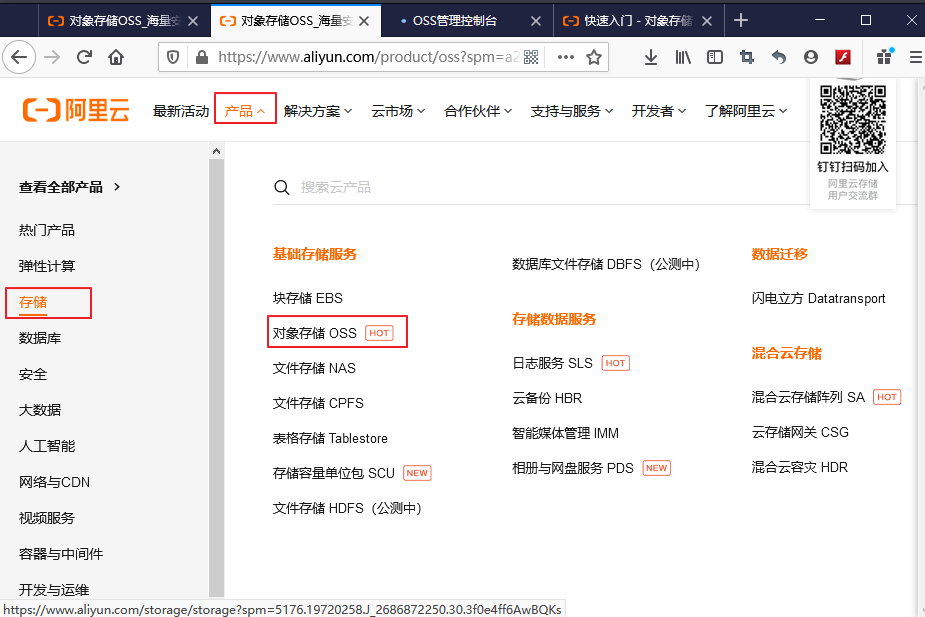 对象存储OSS_海量安
对象存储OSS_海量安
OSS管理控制台
快速入门 - 对象存储
https://www.aliyun.com/product/oss?spm=a2
阿里云
最新活动
产品
解决方案
云市场
合作伙伴
支持与服务
开发者
了解阿里云
钉钉扫码加入
阿里云存储
用户交流群
查看全部产品
热门产品
弹性计算
存储
数据库
安全
大数据
人工智能
网络与CDN
视频服务
容器与中间件
开发与运维
搜索云产品
基础存储服务
块存储 EBS
对象存储 OSS HOT
文件存储 NAS
文件存储 CPFS
表格存储 Tablestore
存储容量单位包 SCU NEW
文件存储 HDFS（公测中）
数据库文件存储 DBFS（公测中）
存储数据服务
日志服务 SLS HOT
云备份 HBR
智能媒体管理 IMM
相册与网盘服务 PDS NEW
数据迁移
闪电立方 Datatransport
混合云存储
混合云存储阵列 SA HOT
云存储网关 CSG
混合云容灾 HDR
https://www.aliyun.com/storage/storage?spm=5176.19720258.J_2686872250.30.3f0e4ff6AwBQKs